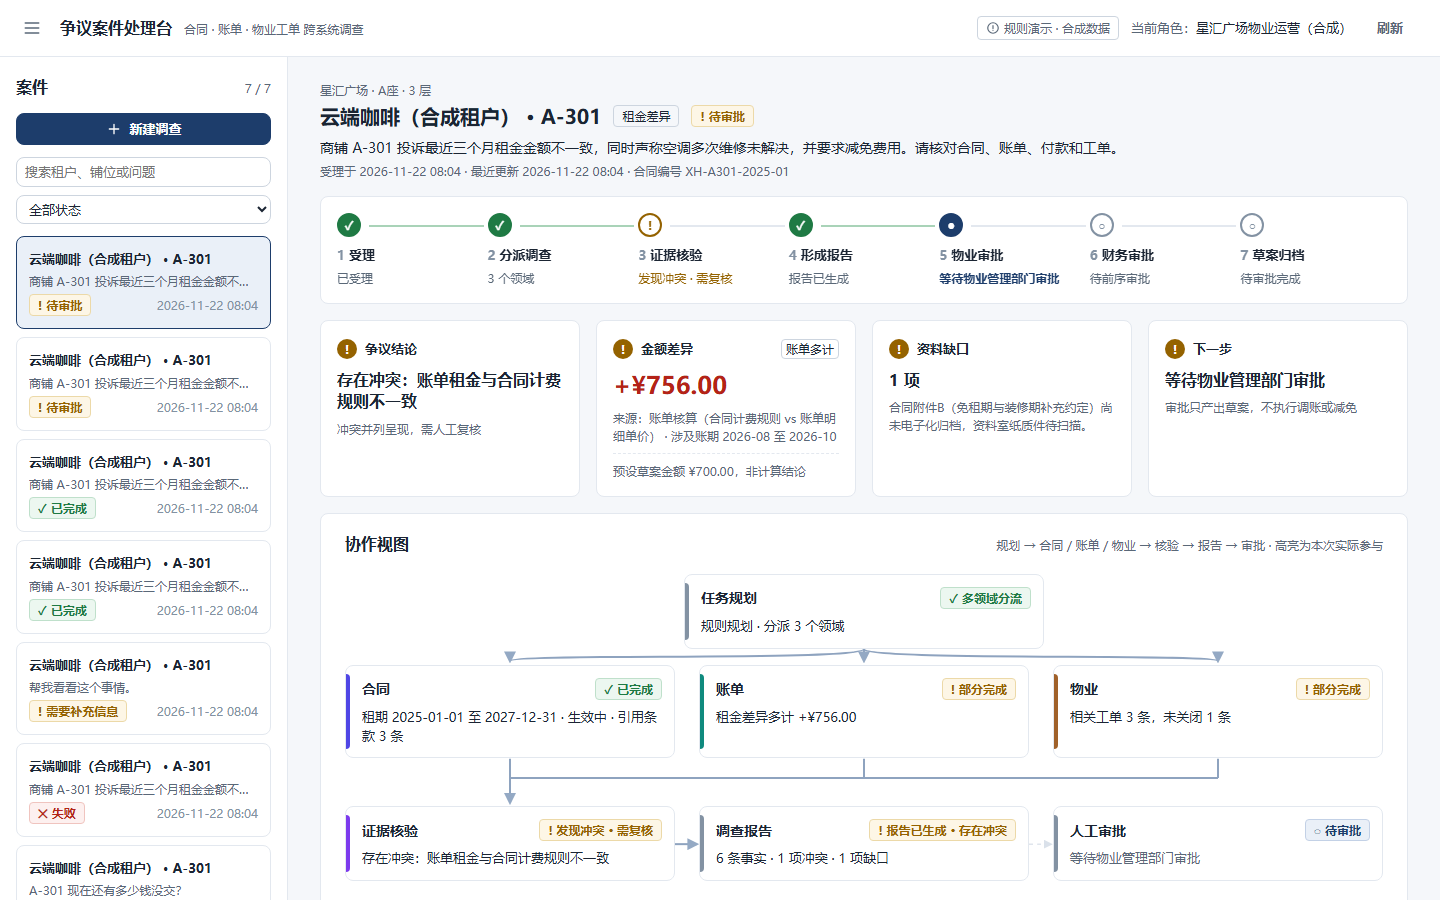 争议案件处理台
合同 · 账单 · 物业工单 跨系统调查
规则演示 · 合成数据
当前角色：星汇广场物业运营（合成）
刷新
案件
7 / 7
＋ 新建调查
搜索租户、铺位或问题
全部状态
云端咖啡（合成租户） • A-301
商铺 A-301 投诉最近三个月租金金额不...
! 待审批
2026-11-22 08:04
云端咖啡（合成租户） • A-301
商铺 A-301 投诉最近三个月租金金额不...
! 待审批
2026-11-22 08:04
云端咖啡（合成租户） • A-301
商铺 A-301 投诉最近三个月租金金额不...
✓ 已完成
2026-11-22 08:04
云端咖啡（合成租户） • A-301
商铺 A-301 投诉最近三个月租金金额不...
✓ 已完成
2026-11-22 08:04
云端咖啡（合成租户） • A-301
帮我看看这个事情。
! 需要补充信息
2026-11-22 08:04
云端咖啡（合成租户） • A-301
商铺 A-301 投诉最近三个月租金金额不...
✕ 失败
2026-11-22 08:04
云端咖啡（合成租户） • A-301
A-301 现在还有多少钱没交？
星汇广场 · A座 · 3 层
云端咖啡（合成租户） • A-301
租金差异
! 待审批
商铺 A-301 投诉最近三个月租金金额不一致，同时声称空调多次维修未解决，并要求减免费用。请核对合同、账单、付款和工单。
受理于 2026-11-22 08:04 · 最近更新 2026-11-22 08:04 · 合同编号 XH-A301-2025-01
1 受理
已受理
2 分派调查
3 个领域
3 证据核验
发现冲突 · 需复核
4 形成报告
报告已生成
5 物业审批
等待物业管理部门审批
6 财务审批
待前序审批
7 草案归档
待审批完成
! 争议结论
存在冲突：账单租金与合同计费
规则不一致
冲突并列呈现，需人工复核
! 金额差异
账单多计
+¥756.00
来源：账单核算（合同计费规则 vs 账单明
细单价） · 涉及账期 2026-08 至 2026-10
预设草案金额 ¥700.00，非计算结论
! 资料缺口
1 项
合同附件B（免租期与装修期补充约定）尚
未电子化归档，资料室纸质件待扫描。
! 下一步
等待物业管理部门审批
审批只产出草案，不执行调账或减免
协作视图
规划 → 合同 / 账单 / 物业 → 核验 → 报告 → 审批 · 高亮为本次实际参与
任务规划
✓ 多领域分流
规则规划 · 分派 3 个领域
合同
✓ 已完成
租期 2025-01-01 至 2027-12-31 · 生效中 · 引用条
款 3 条
账单
! 部分完成
租金差异多计 +¥756.00
物业
! 部分完成
相关工单 3 条，未关闭 1 条
证据核验
! 发现冲突 • 需复核
存在冲突：账单租金与合同计费规则不一致
调查报告
! 报告已生成 • 存在冲突
6 条事实 · 1 项冲突 · 1 项缺口
人工审批
○ 待审批
等待物业管理部门审批